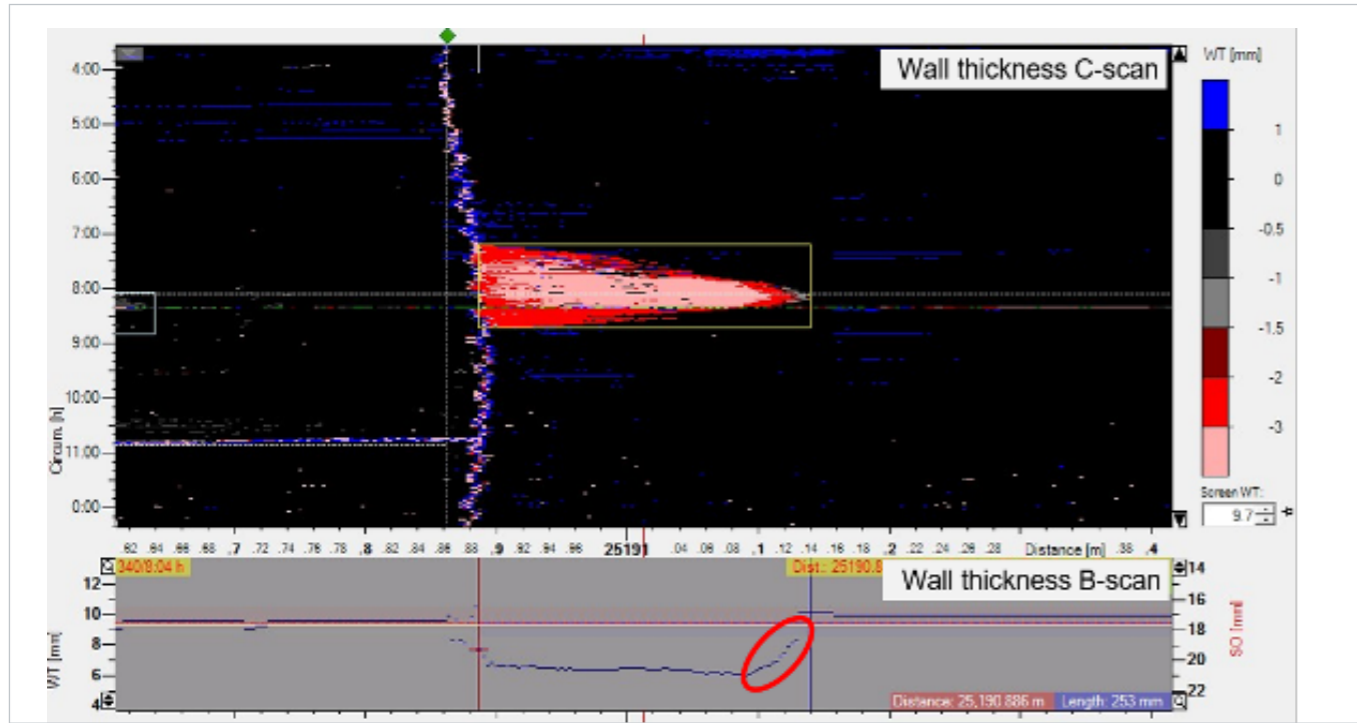 Wall thickness C-scan
WT [mm]
4:00
5:00
6:00
7:00
8:00
9:00
10:00
11:00
0:00
Circum. [h]
1
0
-0.5
-1
-1.5
-2
-3
Screen WT:
9.7
.62 .64 .66 .68 .7 .72 .74 .76 .78 .8 .82 .84 .86 .88 .9 .92 .94 .96 25191 .04 .06 .08 .1 .12 .14 .2 .22 .24 .26 .28 Distance [m] .38 .4
340/8:04 h
Dist.: 25190.8
Wall thickness B-scan
12
10
8
6
4
WT [mm]
14
16
18
20
22
SO [mm]
Distance: 25,190.886 m
Length: 253 mm